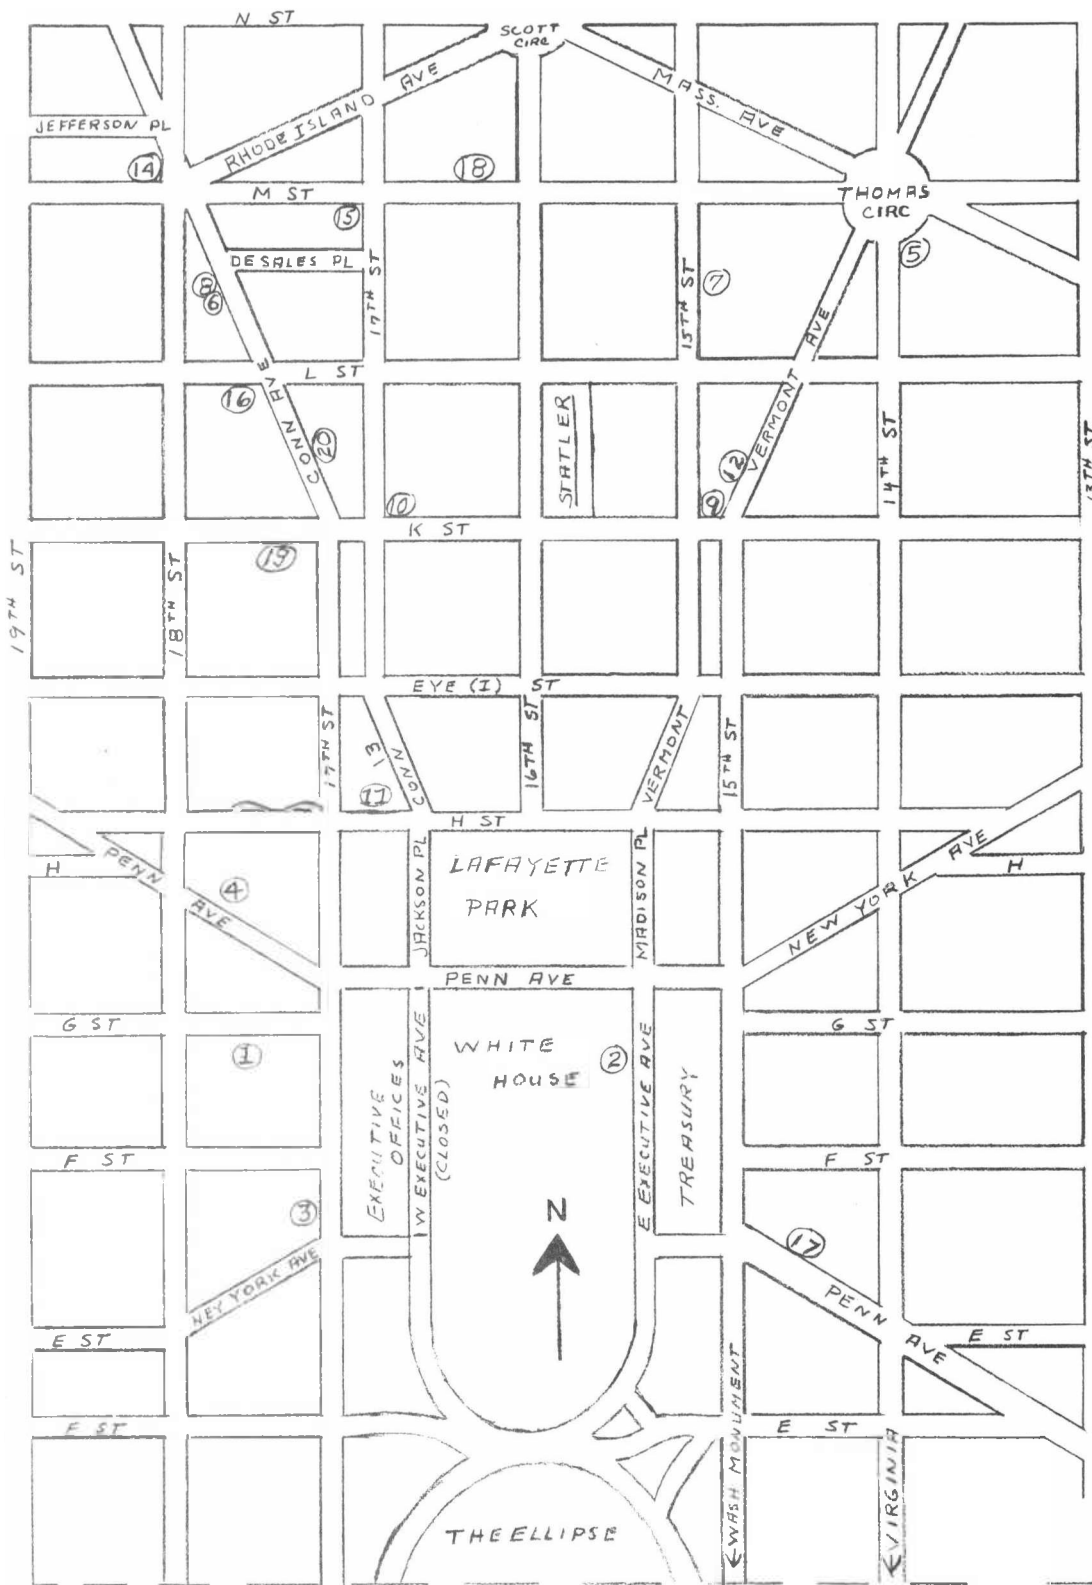 N ST
SCOTT
CIRC
RHODE ISLAND AVE
MASS. AVE
JEFFERSON PL
14
18
M ST
THOMAS
CIRC
15
DE SALES PL
17TH ST
8
6
7
5
15TH ST
VERMONT AVE
L ST
CONN AVE
16
20
STATLER
10
9
12
14TH ST
13TH ST
K ST
19TH ST
18TH ST
19
EYE (I) ST
17TH ST
13
CONN
11
16TH ST
VERMONT
15TH ST
H ST
H
PENN
AVE
4
JACKSON PL
LAFAYETTE
PARK
MADISON PL
NEW YORK AVE
H
PENN AVE
G ST
G ST
1
WHITE
HOUSE
2
EXECUTIVE
OFFICES
W EXECUTIVE AVE
(CLOSED)
E EXECUTIVE AVE
TREASURY
F ST
F ST
3
N
17
NEY YORK AVE
PENN AVE
E ST
E ST
E ST
E ST
WASH MONUMENT
VIRGINIA
THE ELLIPSE